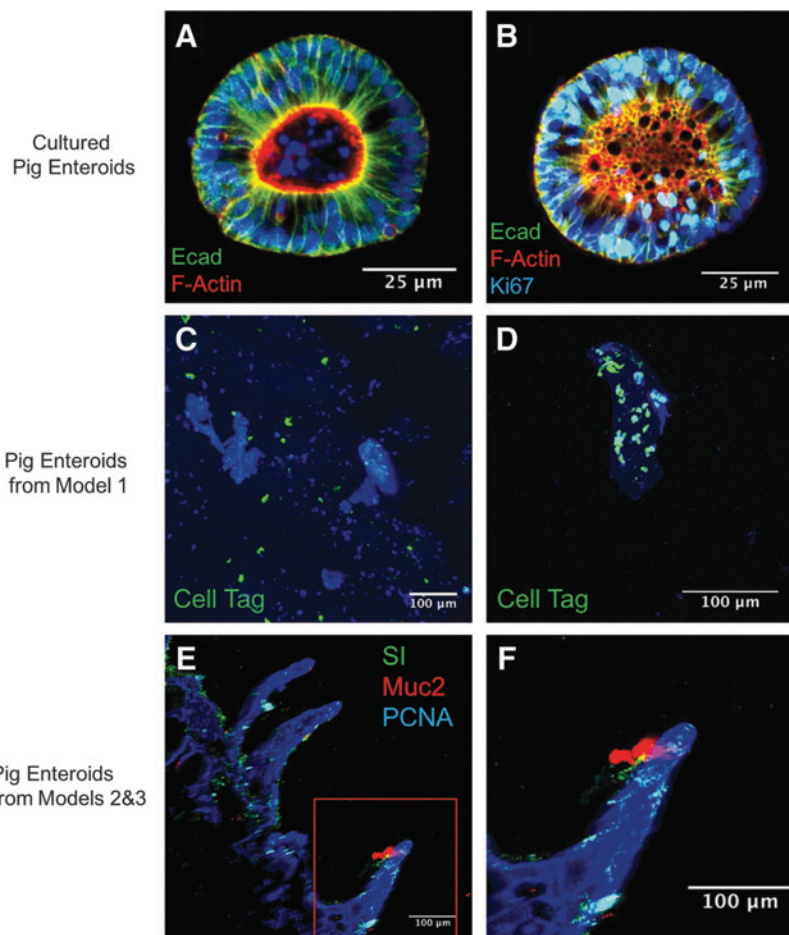 A
B
Cultured
Pig Enteroids
Ecad
F-Actin
25 µm
Ecad
F-Actin
Ki67
25 µm
C
D
Pig Enteroids
from Model 1
Cell Tag
100 µm
Cell Tag
100 µm
E
SI
Muc2
PCNA
F
Pig Enteroids
from Models 2&3
100 µm
100 µm